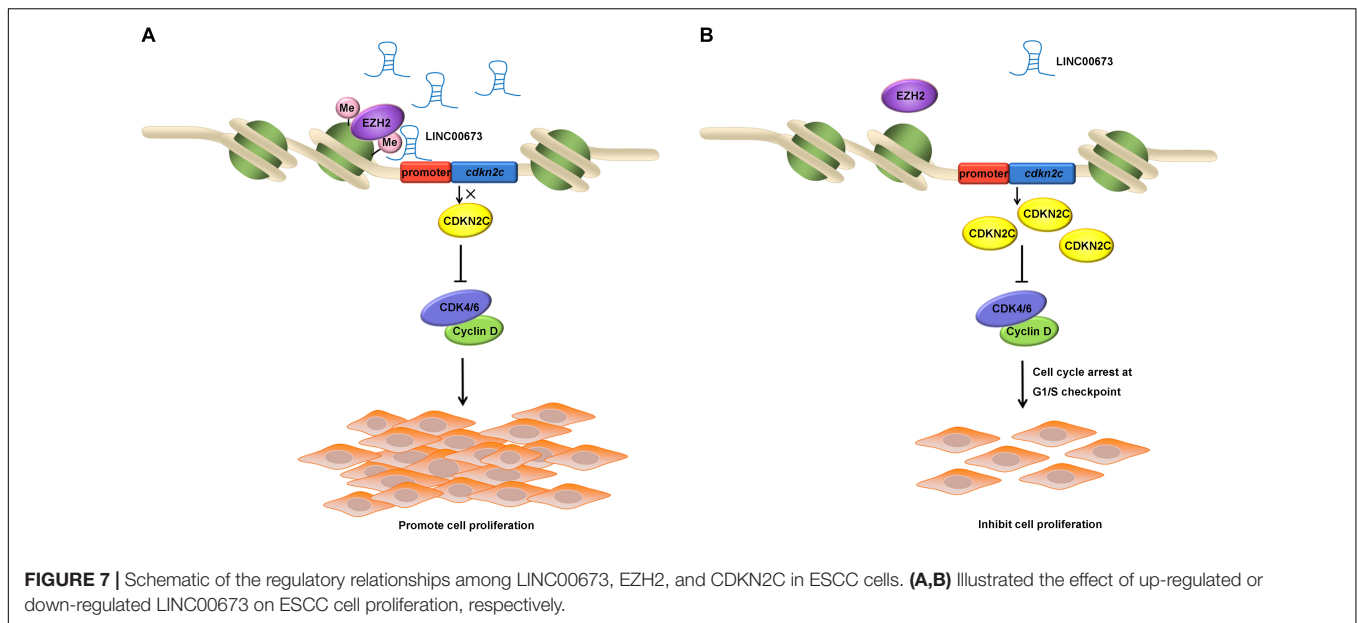 A
Me
EZH2
Me
LINC00673
promoter
cdkn2c
×
CDKN2C
CDK4/6
Cyclin D
Promote cell proliferation
B
LINC00673
EZH2
promoter
cdkn2c
CDKN2C
CDKN2C
CDKN2C
CDK4/6
Cyclin D
Cell cycle arrest at
G1/S checkpoint
Inhibit cell proliferation
FIGURE 7 | Schematic of the regulatory relationships among LINC00673, EZH2, and CDKN2C in ESCC cells. (A,B) Illustrated the effect of up-regulated or
down-regulated LINC00673 on ESCC cell proliferation, respectively.